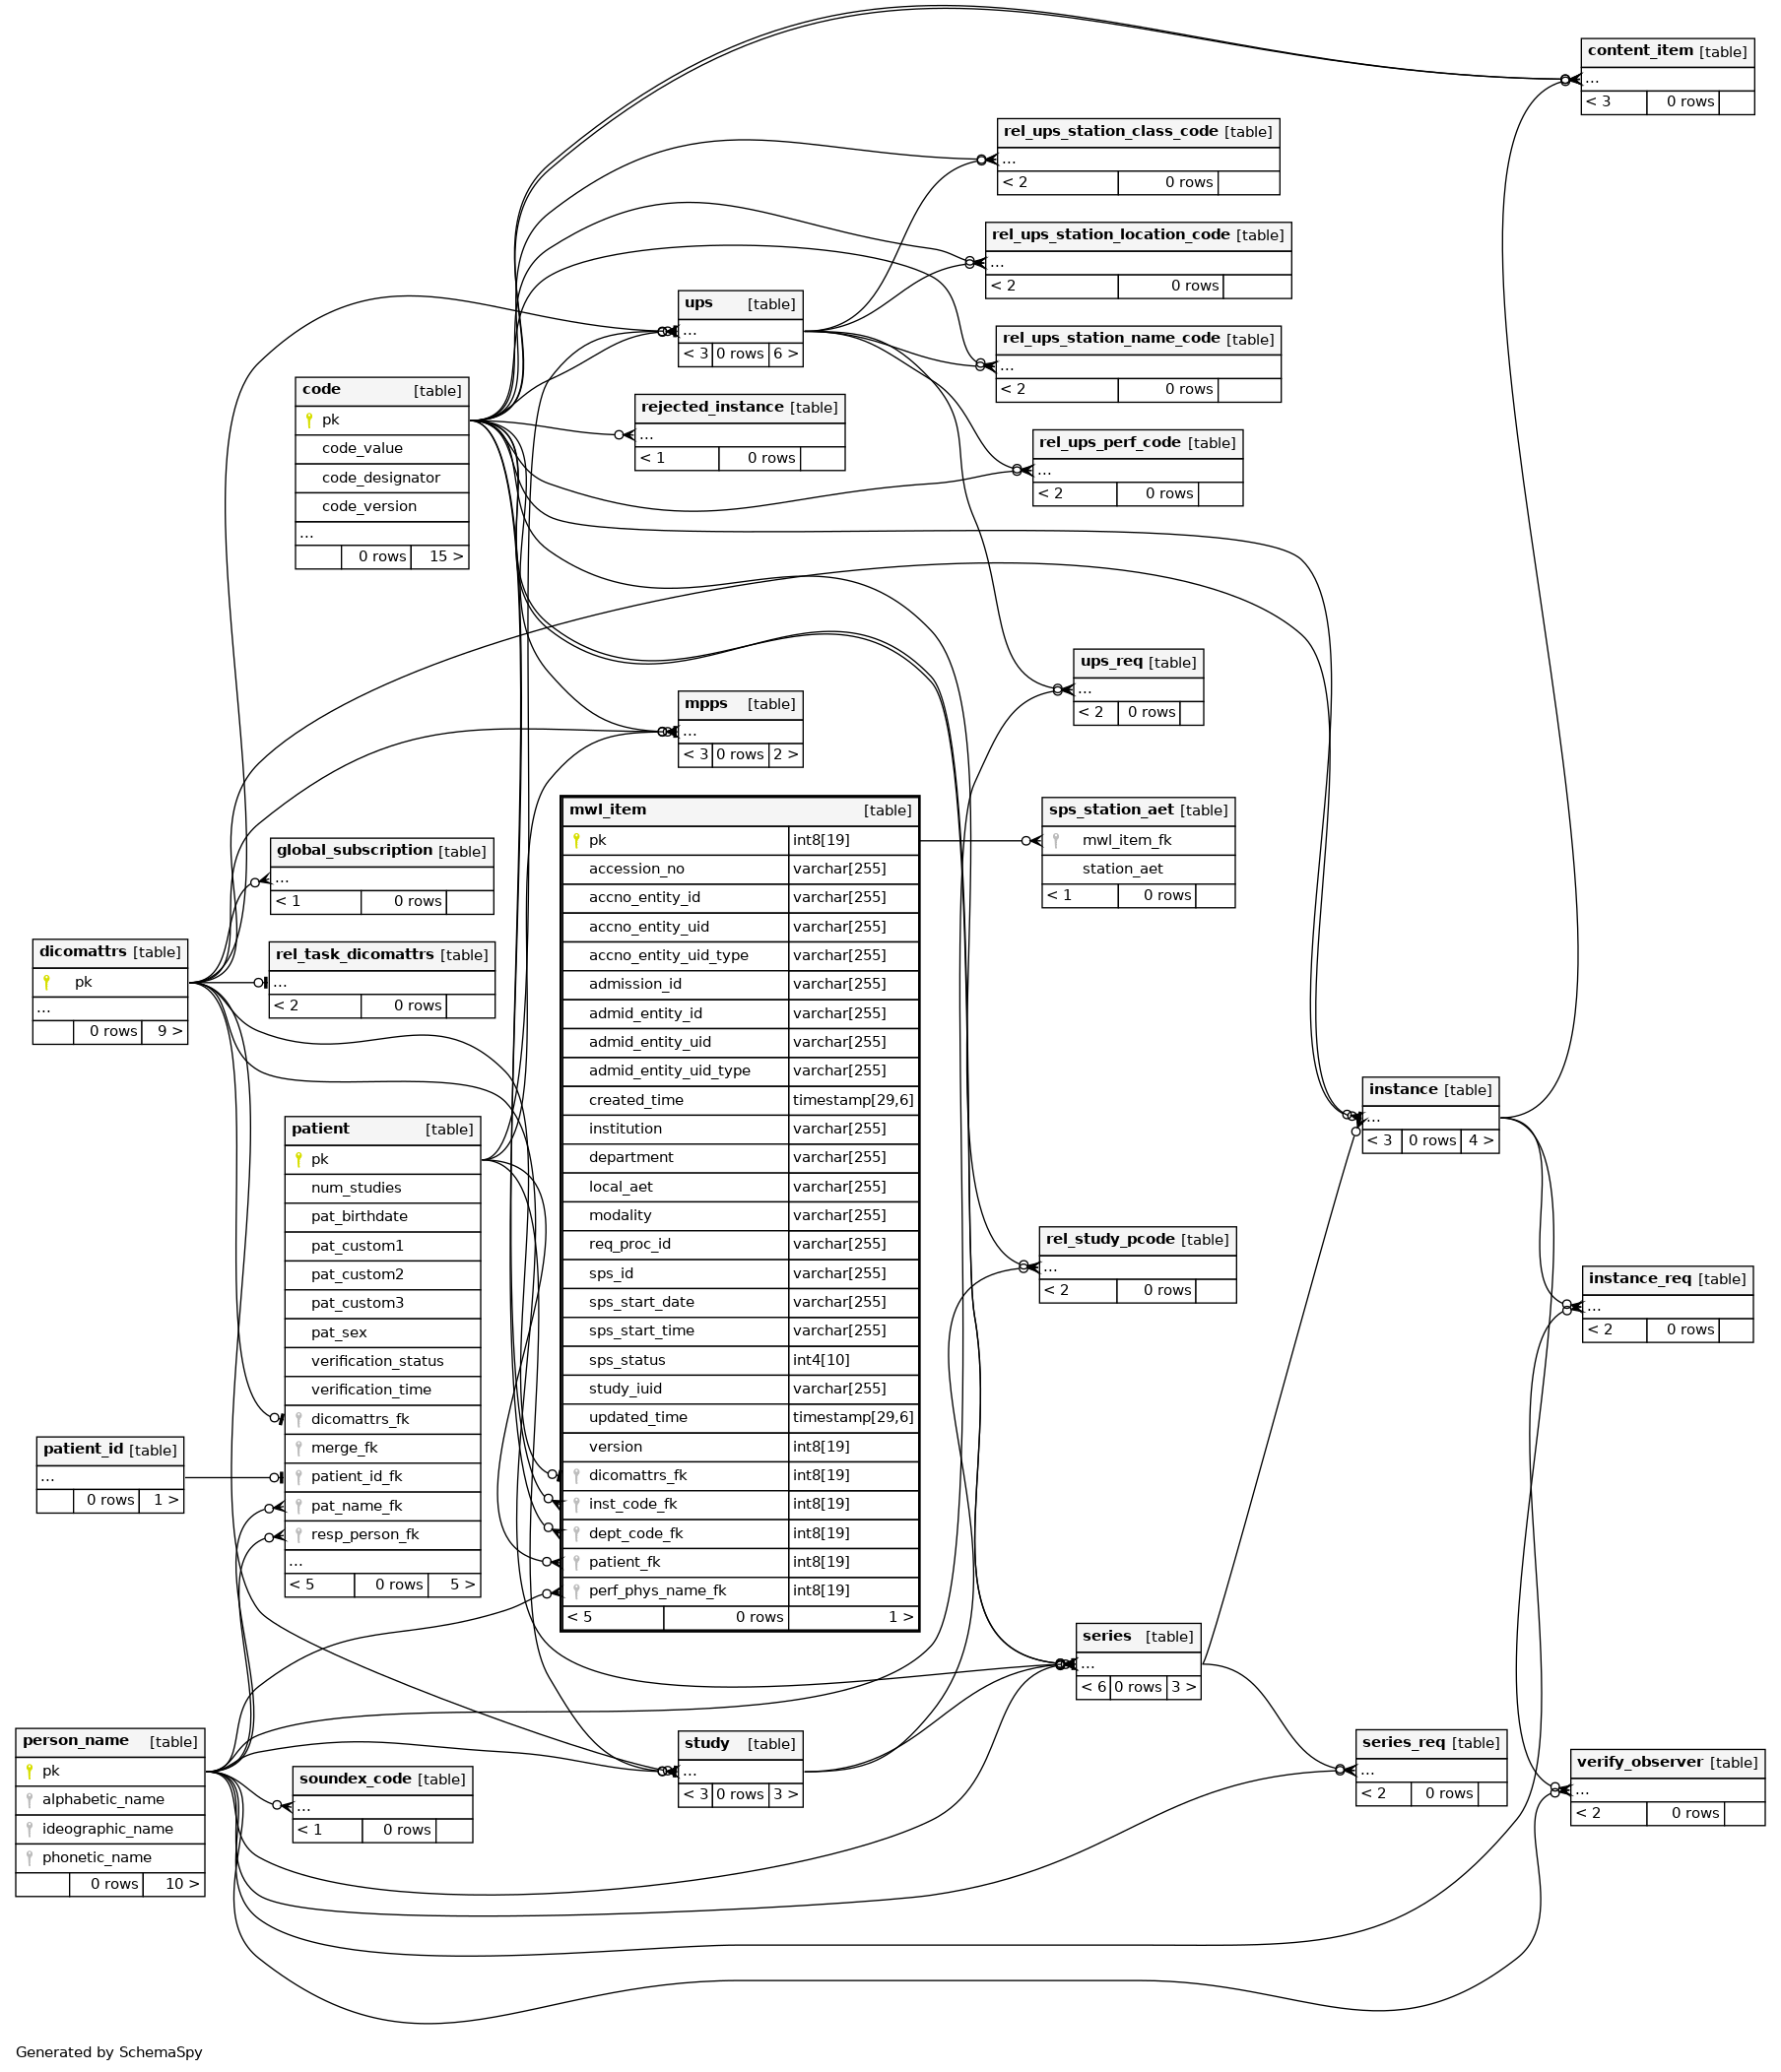 content_item [table]
...
< 3 0 rows
rel_ups_station_class_code [table]
...
< 2 0 rows
rel_ups_station_location_code [table]
...
< 2 0 rows
ups [table]
...
< 3 0 rows 6 >
rel_ups_station_name_code [table]
...
< 2 0 rows
code [table]
pk
code_value
code_designator
code_version
...
0 rows 15 >
rejected_instance [table]
...
< 1 0 rows
rel_ups_perf_code [table]
...
< 2 0 rows
ups_req [table]
...
< 2 0 rows
mpps [table]
...
< 3 0 rows 2 >
mwl_item [table]
pk int8[19]
accession_no varchar[255]
accno_entity_id varchar[255]
accno_entity_uid varchar[255]
accno_entity_uid_type varchar[255]
admission_id varchar[255]
admid_entity_id varchar[255]
admid_entity_uid varchar[255]
admid_entity_uid_type varchar[255]
created_time timestamp[29,6]
institution varchar[255]
department varchar[255]
local_aet varchar[255]
modality varchar[255]
req_proc_id varchar[255]
sps_id varchar[255]
sps_start_date varchar[255]
sps_start_time varchar[255]
sps_status int4[10]
study_iuid varchar[255]
updated_time timestamp[29,6]
version int8[19]
dicomattrs_fk int8[19]
inst_code_fk int8[19]
dept_code_fk int8[19]
patient_fk int8[19]
perf_phys_name_fk int8[19]
< 5 0 rows 1 >
sps_station_aet [table]
mwl_item_fk
station_aet
< 1 0 rows
global_subscription [table]
...
< 1 0 rows
dicomattrs [table]
pk
...
0 rows 9 >
rel_task_dicomattrs [table]
...
< 2 0 rows
instance [table]
...
< 3 0 rows 4 >
patient [table]
pk
num_studies
pat_birthdate
pat_custom1
pat_custom2
pat_custom3
pat_sex
verification_status
verification_time
dicomattrs_fk
merge_fk
patient_id_fk
pat_name_fk
resp_person_fk
...
< 5 0 rows 5 >
rel_study_pcode [table]
...
< 2 0 rows
instance_req [table]
...
< 2 0 rows
patient_id [table]
...
0 rows 1 >
series [table]
...
< 6 0 rows 3 >
person_name [table]
pk
alphabetic_name
ideographic_name
phonetic_name
0 rows 10 >
study [table]
...
< 3 0 rows 3 >
series_req [table]
...
< 2 0 rows
verify_observer [table]
...
< 2 0 rows
soundex_code [table]
...
< 1 0 rows
Generated by SchemaSpy